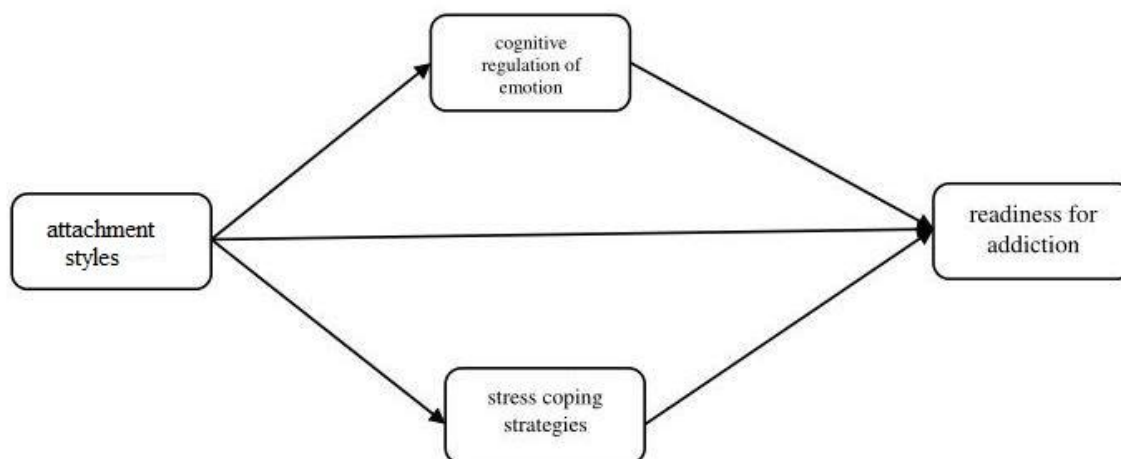 cognitive
regulation of
emotion
attachment
styles
readiness for
addiction
stress coping
strategies